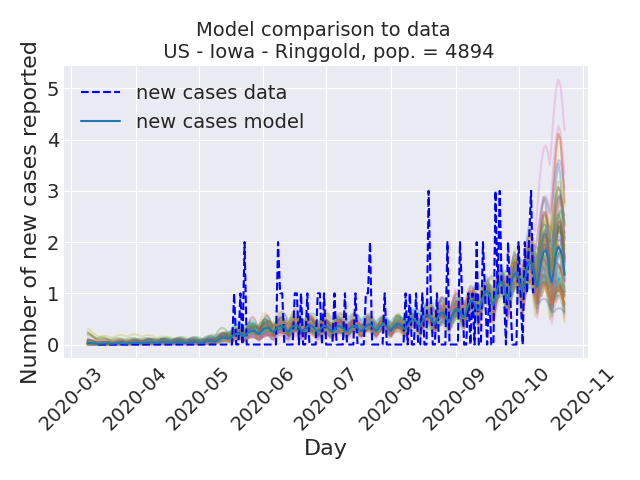 Model comparison to data
US - Iowa - Ringgold, pop. = 4894
Number of new cases reported
5
4
3
2
1
0
new cases data
new cases model
2020-03
2020-04
2020-05
2020-06
2020-07
2020-08
2020-09
2020-10
2020-11
Day